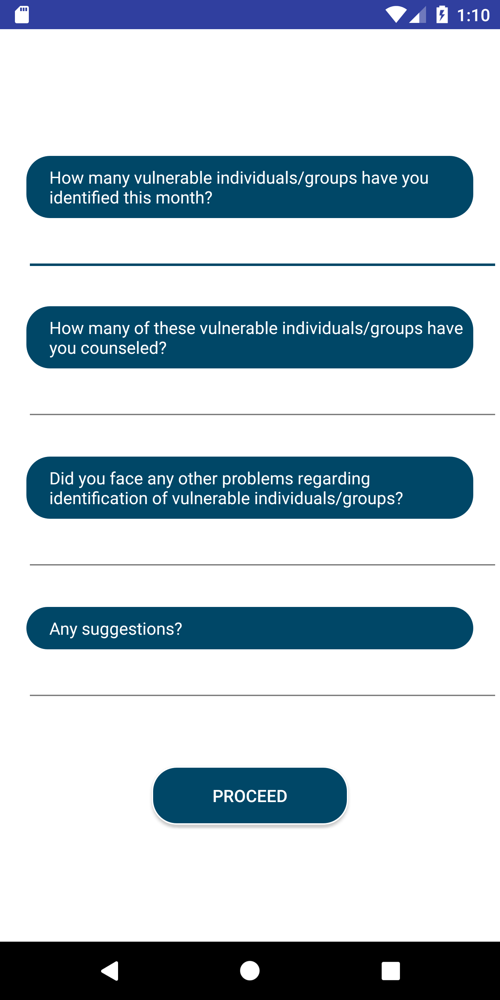 1:10
How many vulnerable individuals/groups have you
identified this month?
How many of these vulnerable individuals/groups have
you counseled?
Did you face any other problems regarding
identification of vulnerable individuals/groups?
Any suggestions?
PROCEED